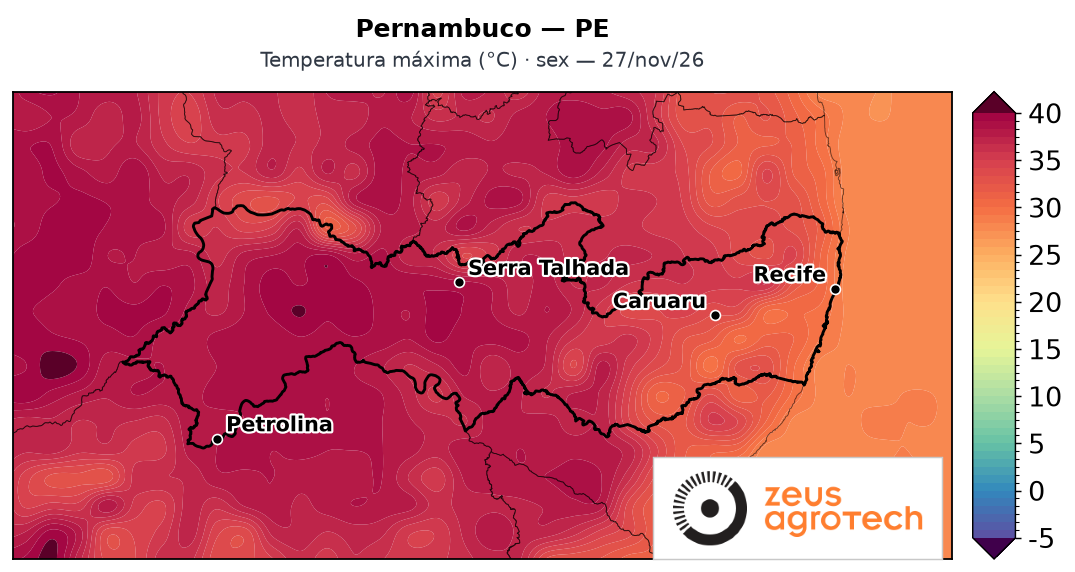 Pernambuco — PE
Temperatura máxima (°C) · sex — 27/nov/26
Serra Talhada
Recife
Caruaru
Petrolina
40
35
30
25
20
15
10
5
0
-5
zeus
agrotech